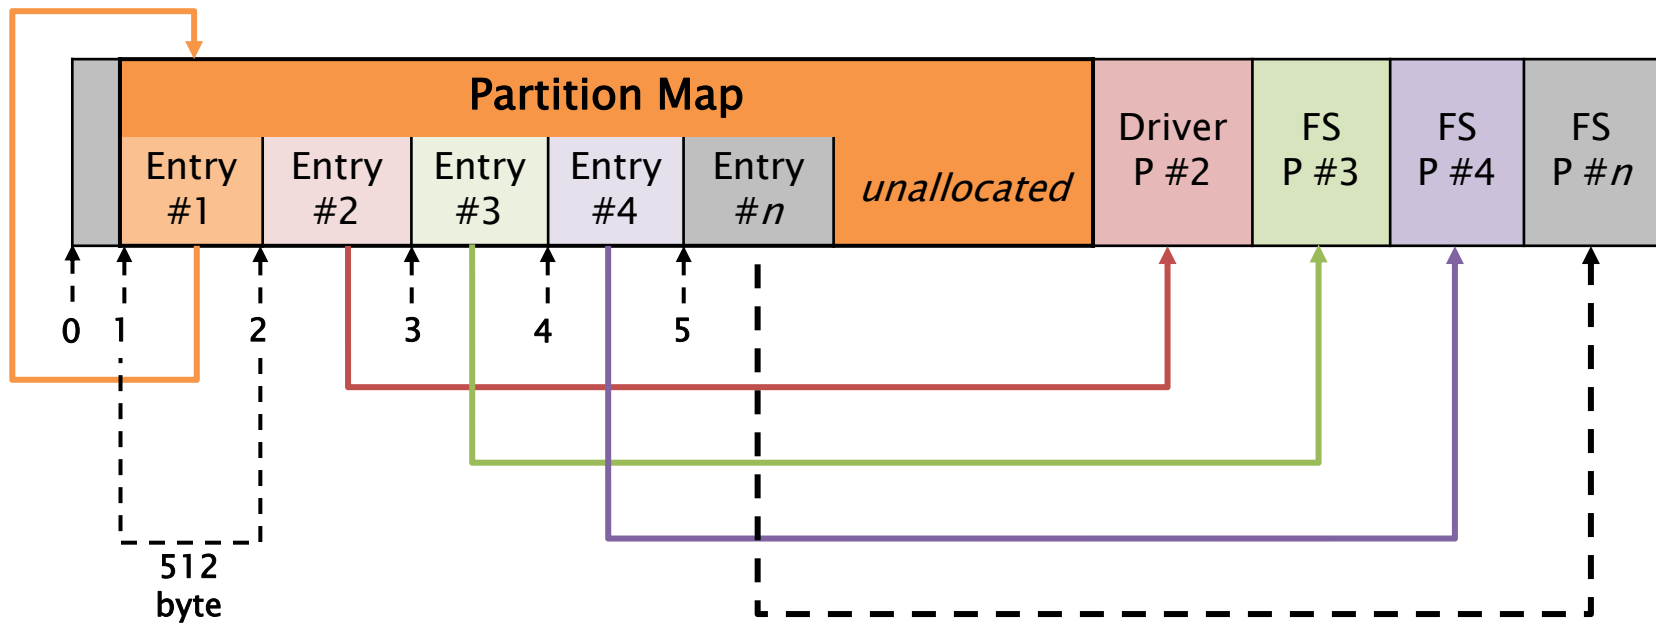 Partition Map
Entry
#1
Entry
#2
Entry
#3
Entry
#4
Entry
#n
unallocated
Driver
P #2
FS
P #3
FS
P #4
FS
P #n
0
1
2
3
4
5
512
byte